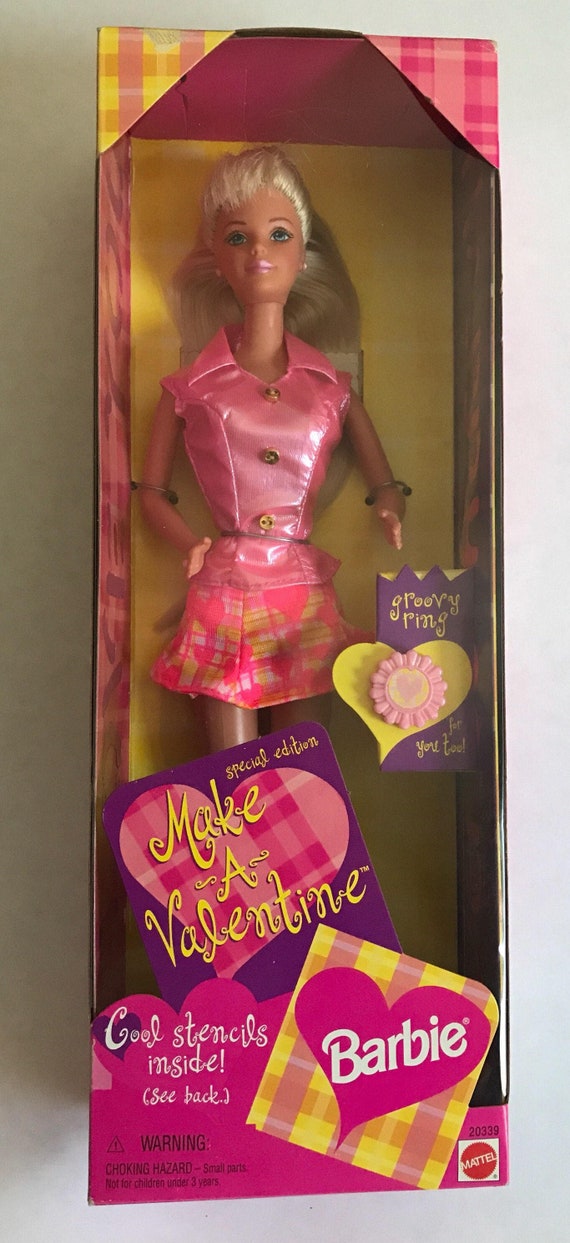 groovy
ring
for
you too!
special edition
Make
-A-
Valentine™
Cool stencils
inside!
(See back.)
Barbie®
20339
⚠ WARNING:
CHOKING HAZARD – Small parts.
Not for children under 3 years.
MATTEL